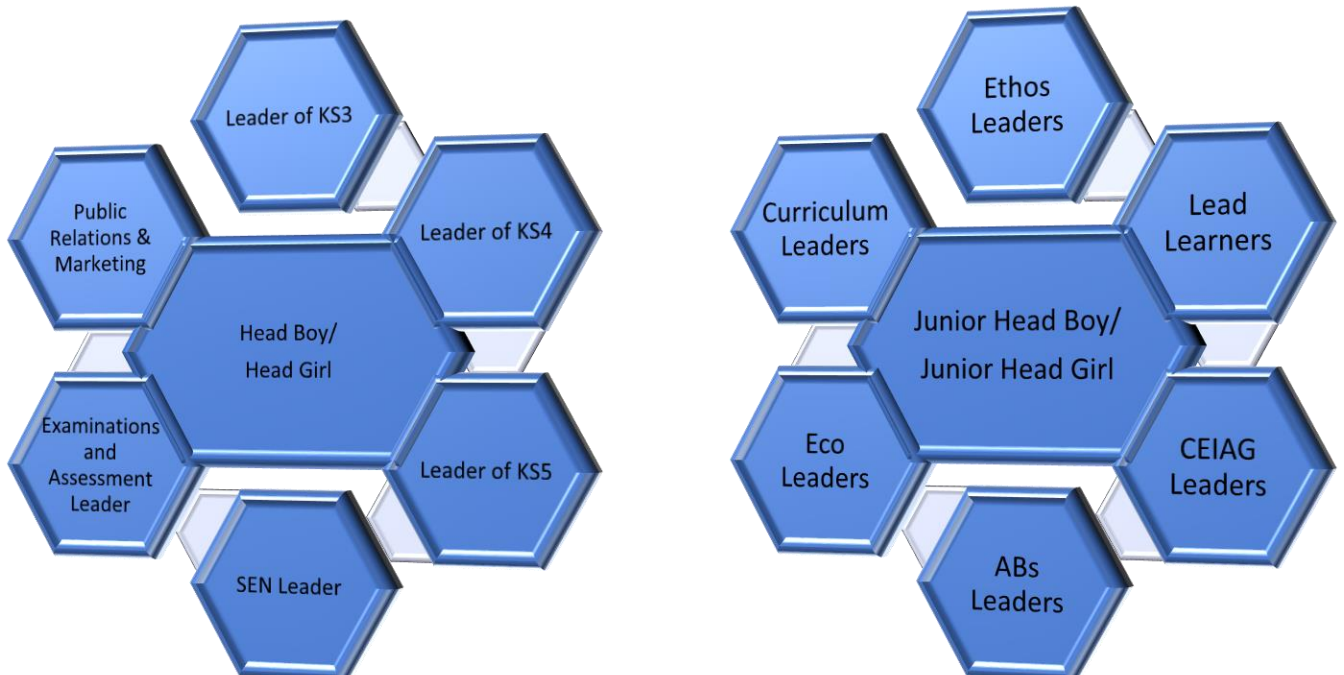 Leader of KS3
Leader of KS4
Leader of KS5
SEN Leader
Examinations
and
Assessment
Leader
Public
Relations &
Marketing
Head Boy/
Head Girl
Ethos
Leaders
Lead
Learners
CEIAG
Leaders
ABs
Leaders
Eco
Leaders
Curriculum
Leaders
Junior Head Boy/
Junior Head Girl